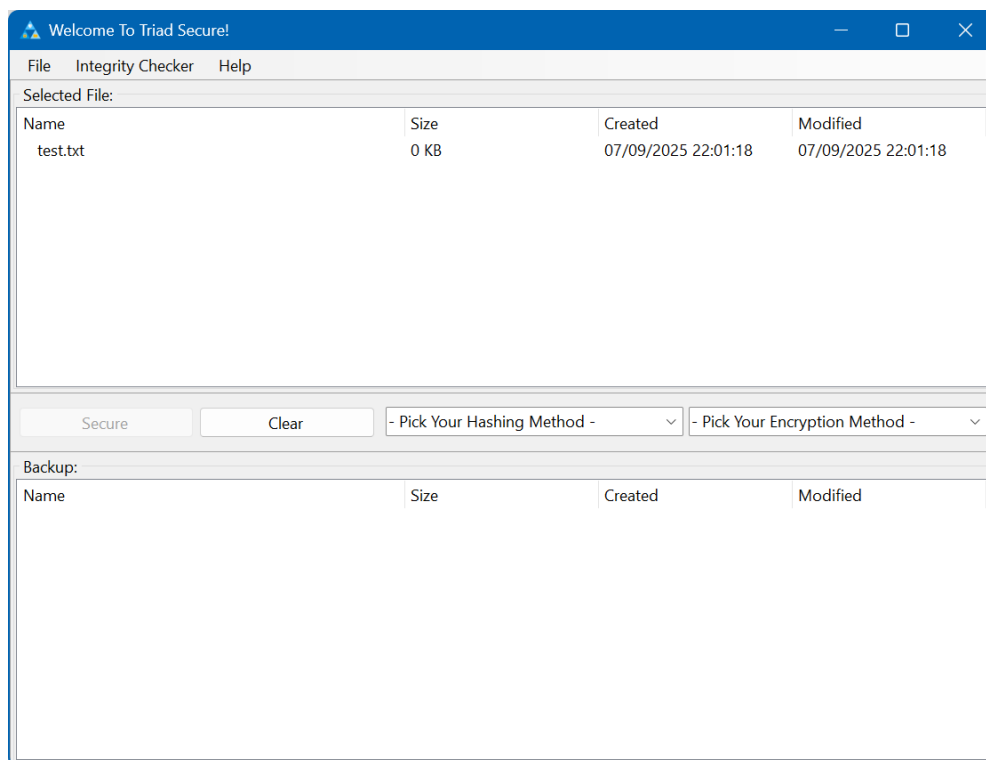 Welcome To Triad Secure!
File Integrity Checker Help
Selected File:
Name Size Created Modified
test.txt 0 KB 07/09/2025 22:01:18 07/09/2025 22:01:18
Secure Clear - Pick Your Hashing Method - - Pick Your Encryption Method -
Backup:
Name Size Created Modified